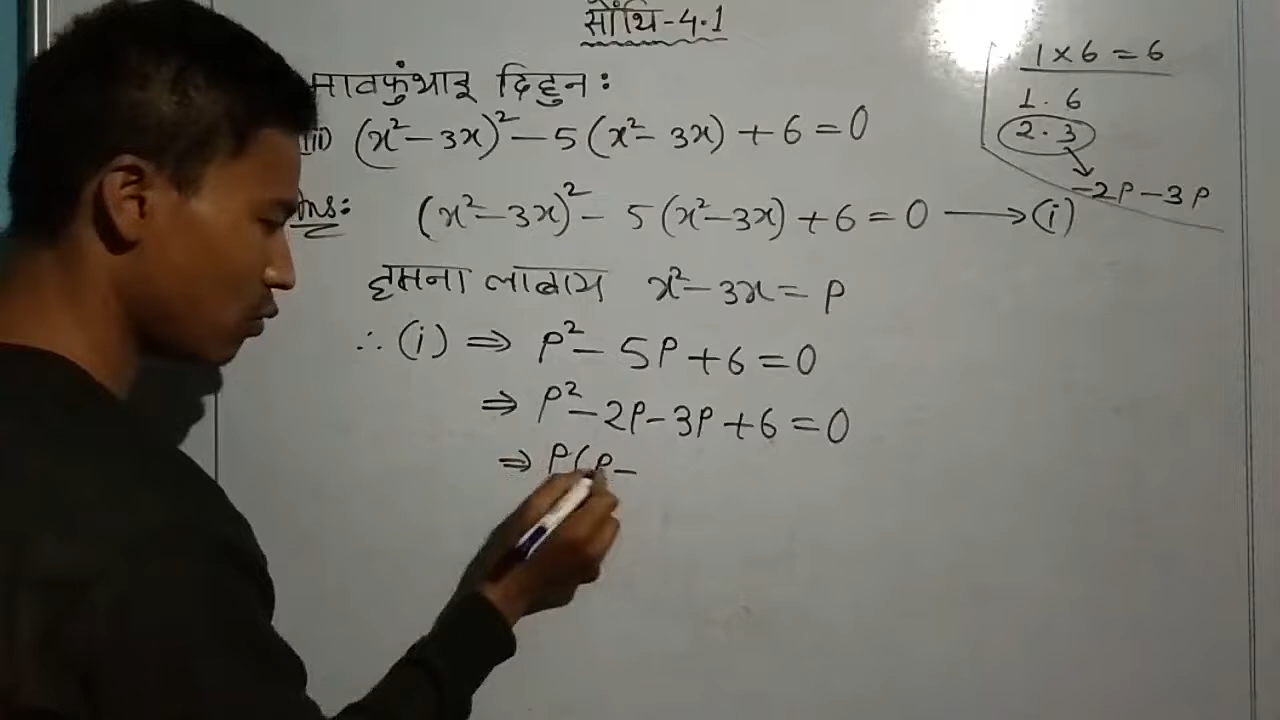 सोंथि-4.1
मावफुंथाइ दिहुन:
(ii) (x²-3x)²-5(x²-3x)+6=0
Ans: (x²-3x)²-5(x²-3x)+6=0 ⟶(i)
x²-3x=p
∴ (i) ⇒ p²-5p+6=0
⇒ p²-2p-3p+6=0
⇒ p(p-
1×6=6
1.6
2.3
-2p-3p